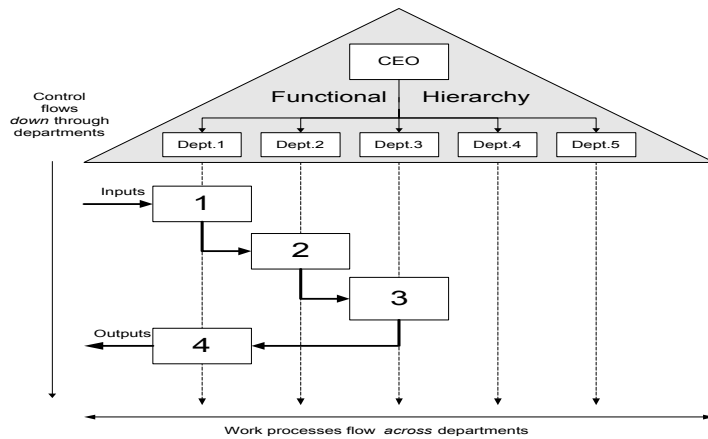 CEO
Functional Hierarchy
Control
flows
down through
departments
Dept.1 Dept.2 Dept.3 Dept.4 Dept.5
Inputs
1
2
3
Outputs
4
Work processes flow across departments